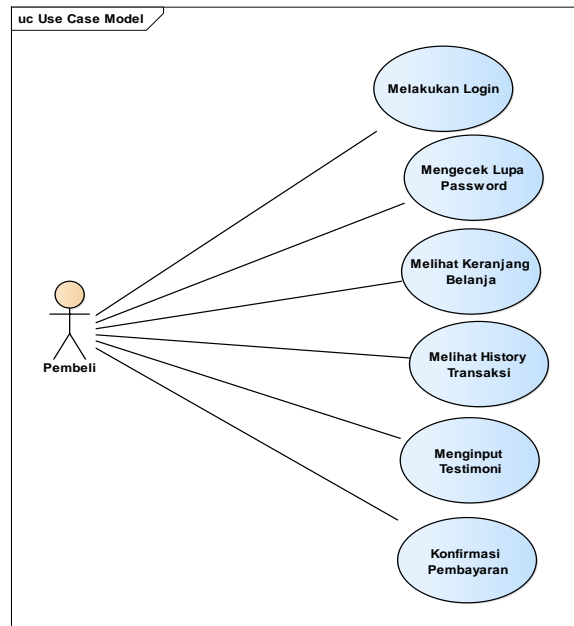 uc Use Case Model
Melakukan Login
Mengecek Lupa
Password
Melihat Keranjang
Belanja
Pembeli
Melihat History
Transaksi
Menginput
Testimoni
Konfirmasi
Pembayaran